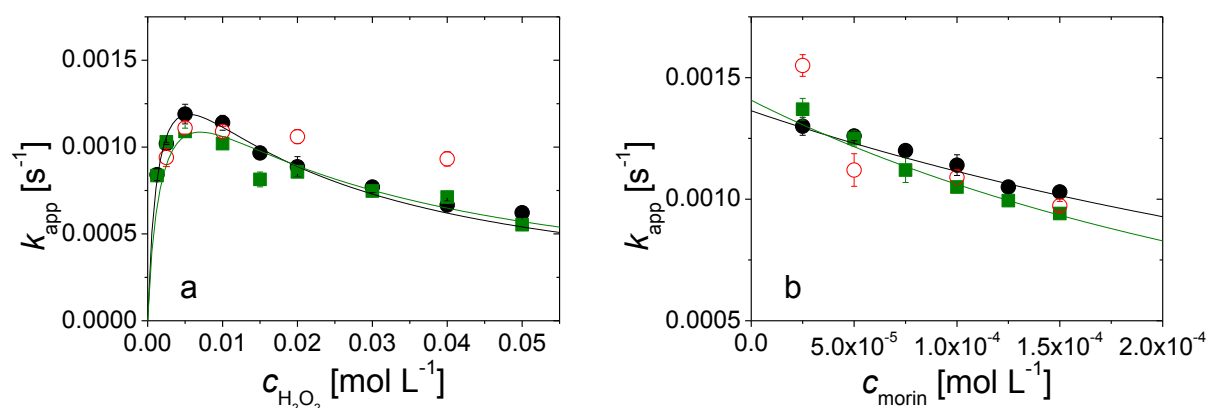 0.0015
0.0010
0.0005
0.0000
k_app [s⁻¹]
a
0.00 0.01 0.02 0.03 0.04 0.05
c_H₂O₂ [mol L⁻¹]
0.0015
0.0010
0.0005
k_app [s⁻¹]
b
0.0 5.0x10⁻⁵ 1.0x10⁻⁴ 1.5x10⁻⁴ 2.0x10⁻⁴
c_morin [mol L⁻¹]